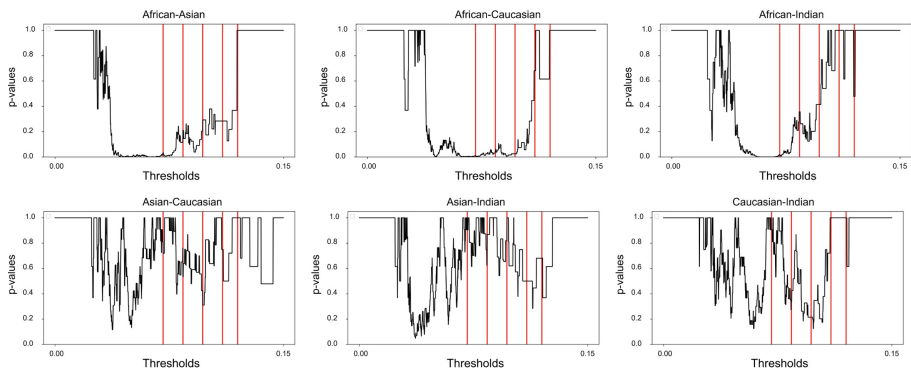 African-Asian
African-Caucasian
African-Indian
p-values
1.0
0.8
0.6
0.4
0.2
0.0
0.00
0.15
Thresholds
p-values
1.0
0.8
0.6
0.4
0.2
0.0
0.00
0.15
Thresholds
p-values
1.0
0.8
0.6
0.4
0.2
0.0
0.00
0.15
Thresholds
Asian-Caucasian
Asian-Indian
Caucasian-Indian
p-values
1.0
0.8
0.6
0.4
0.2
0.0
0.00
0.15
Thresholds
p-values
1.0
0.8
0.6
0.4
0.2
0.0
0.00
0.15
Thresholds
p-values
1.0
0.8
0.6
0.4
0.2
0.0
0.00
0.15
Thresholds